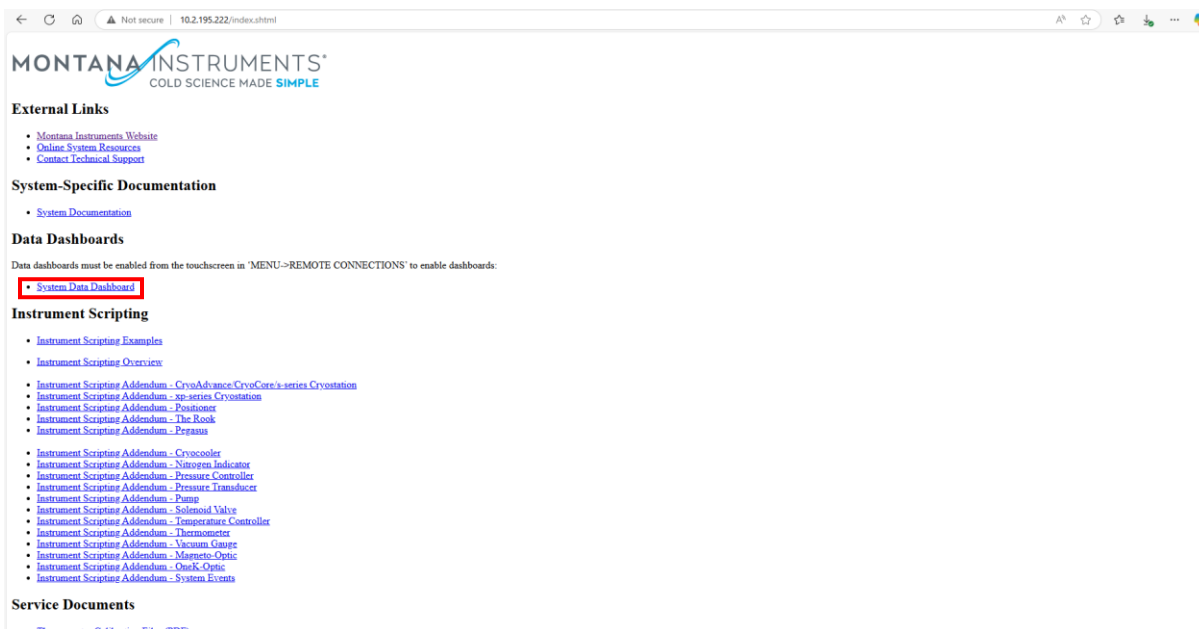 Not secure
10.2.195.222/index.shtml
MONTANA INSTRUMENTS®
COLD SCIENCE MADE SIMPLE
External Links
Montana Instruments Website
Online System Resources
Contact Technical Support
System-Specific Documentation
System Documentation
Data Dashboards
Data dashboards must be enabled from the touchscreen in 'MENU->REMOTE CONNECTIONS' to enable dashboards:
System Data Dashboard
Instrument Scripting
Instrument Scripting Examples
Instrument Scripting Overview
Instrument Scripting Addendum - CryoAdvance/CryoCore/s-series Cryostation
Instrument Scripting Addendum - xp-series Cryostation
Instrument Scripting Addendum - Positioner
Instrument Scripting Addendum - The Rook
Instrument Scripting Addendum - Pegasus
Instrument Scripting Addendum - Cryocooler
Instrument Scripting Addendum - Nitrogen Indicator
Instrument Scripting Addendum - Pressure Controller
Instrument Scripting Addendum - Pressure Transducer
Instrument Scripting Addendum - Pump
Instrument Scripting Addendum - Solenoid Valve
Instrument Scripting Addendum - Temperature Controller
Instrument Scripting Addendum - Thermometer
Instrument Scripting Addendum - Vacuum Gauge
Instrument Scripting Addendum - Magneto-Optic
Instrument Scripting Addendum - OneK-Optic
Instrument Scripting Addendum - System Events
Service Documents